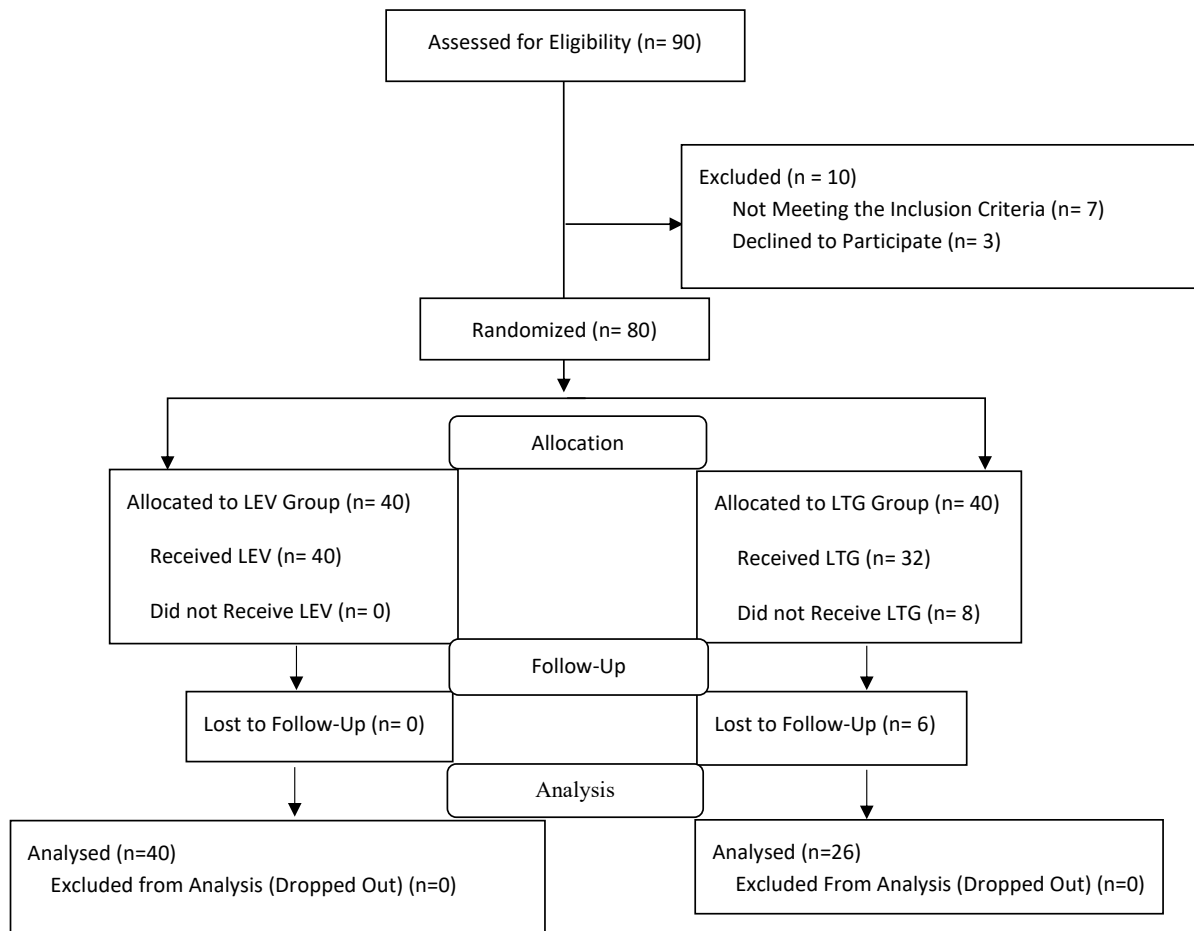 Assessed for Eligibility (n= 90)
Excluded (n = 10)
Not Meeting the Inclusion Criteria (n= 7)
Declined to Participate (n= 3)
Randomized (n= 80)
Allocation
Allocated to LEV Group (n= 40)
Received LEV (n= 40)
Did not Receive LEV (n= 0)
Allocated to LTG Group (n= 40)
Received LTG (n= 32)
Did not Receive LTG (n= 8)
Follow-Up
Lost to Follow-Up (n= 0)
Lost to Follow-Up (n= 6)
Analysis
Analysed (n=40)
Excluded from Analysis (Dropped Out) (n=0)
Analysed (n=26)
Excluded From Analysis (Dropped Out) (n=0)